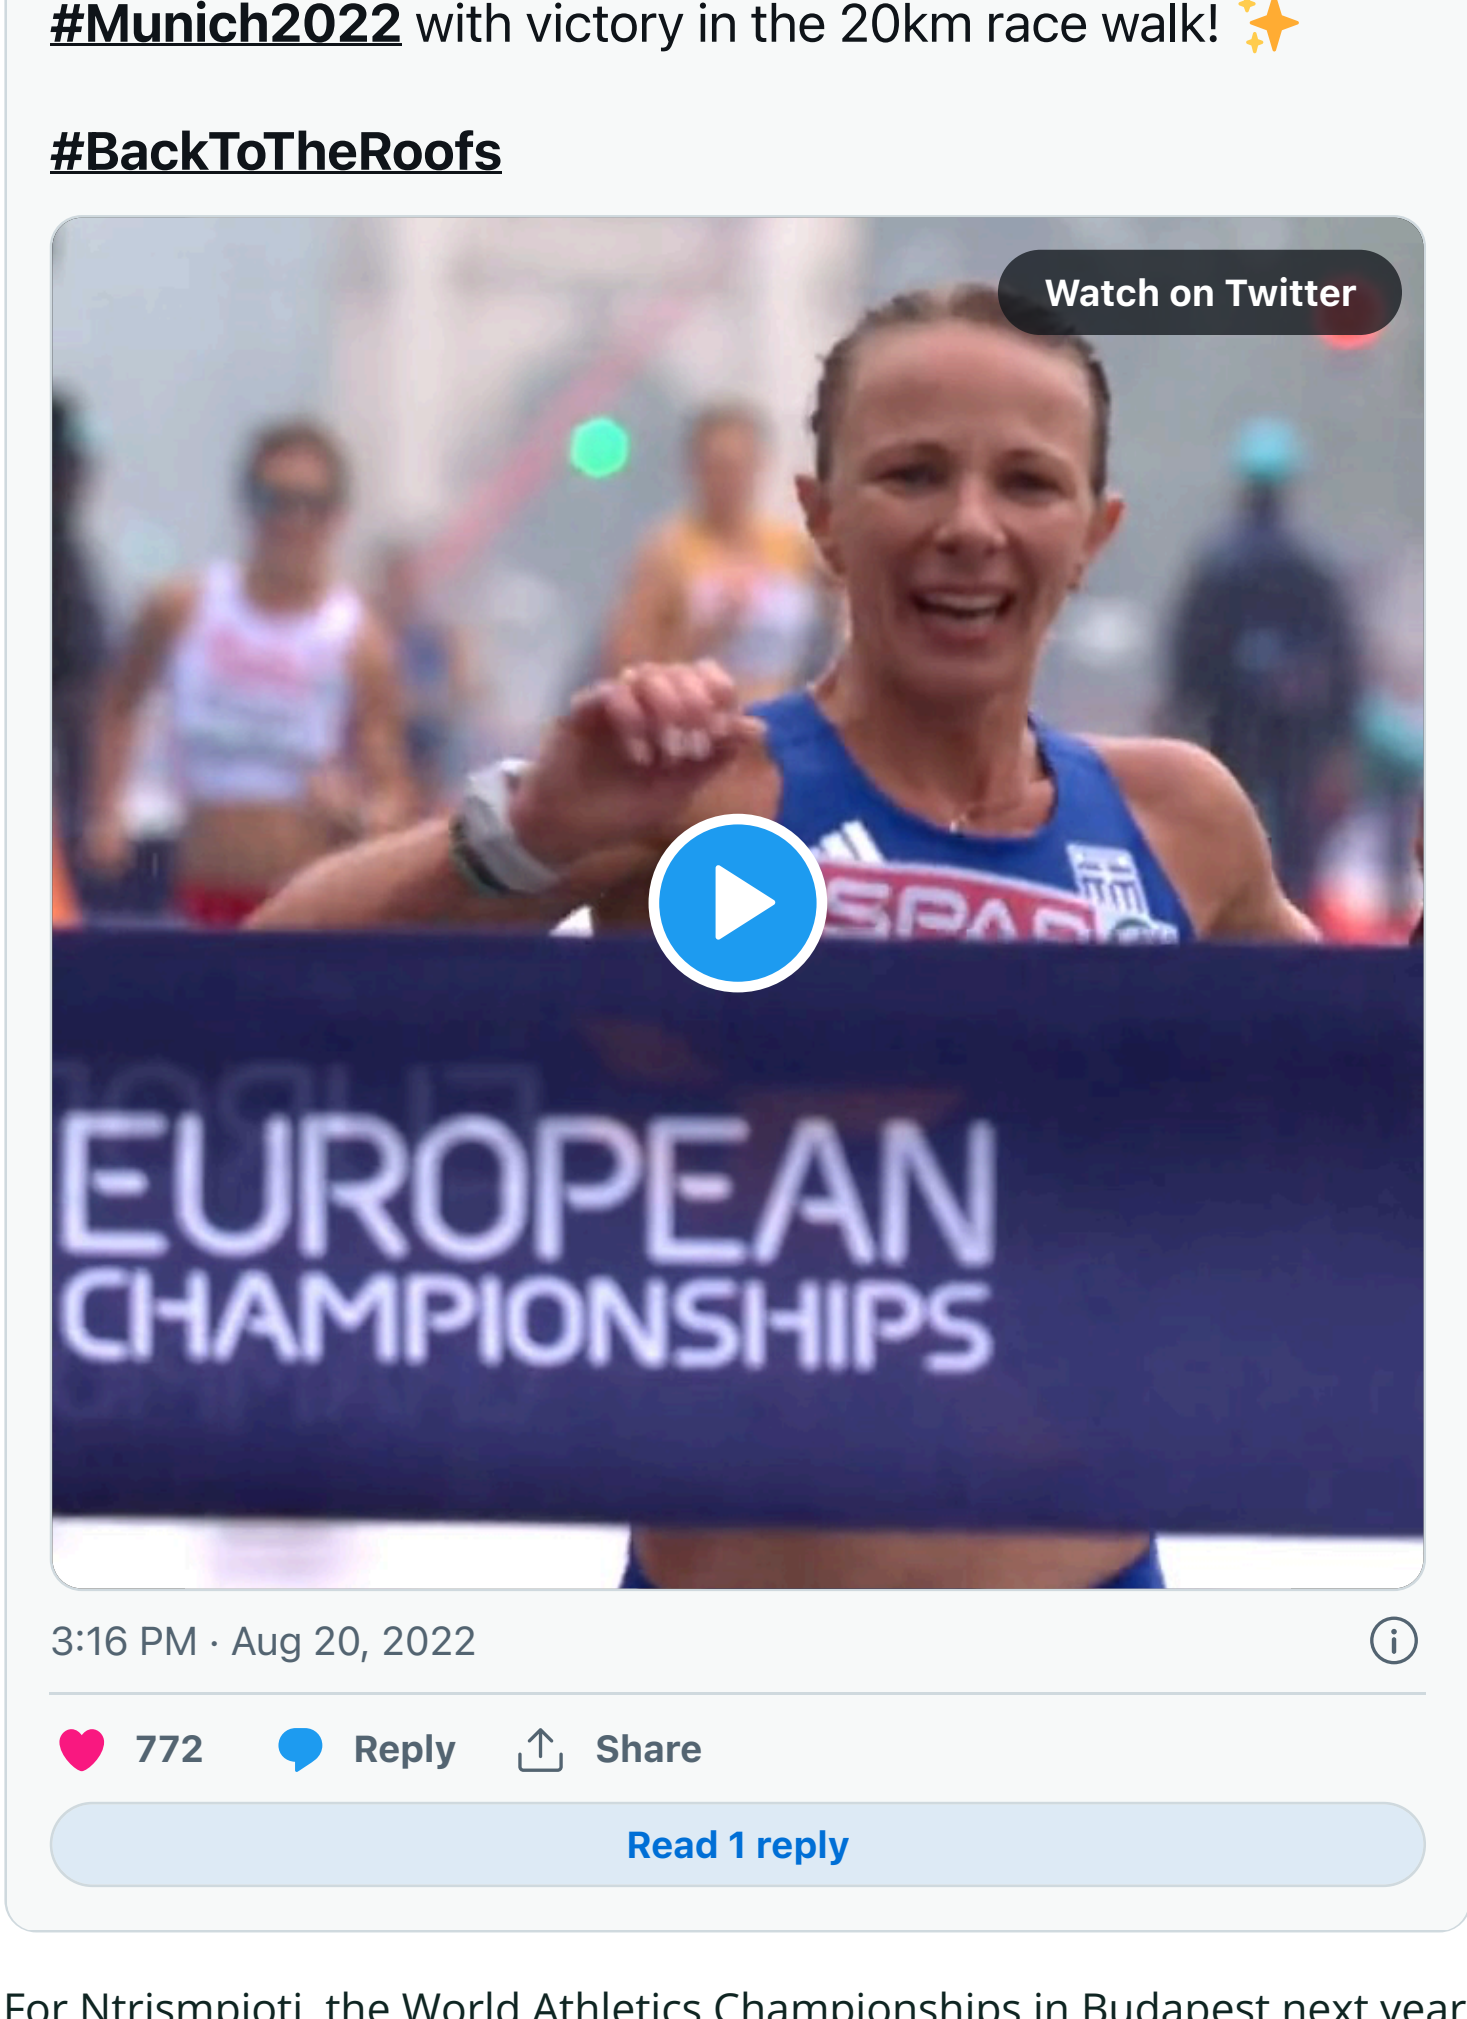 #Munich2022 with victory in the 20km race walk! ✨
#BackToTheRoofs
Watch on Twitter
SPAR
EUROPEAN
CHAMPIONSHIPS
3:16 PM · Aug 20, 2022
772 Reply Share
Read 1 reply
For Ntrismpioti, the World Athletics Championships in Budapest next year